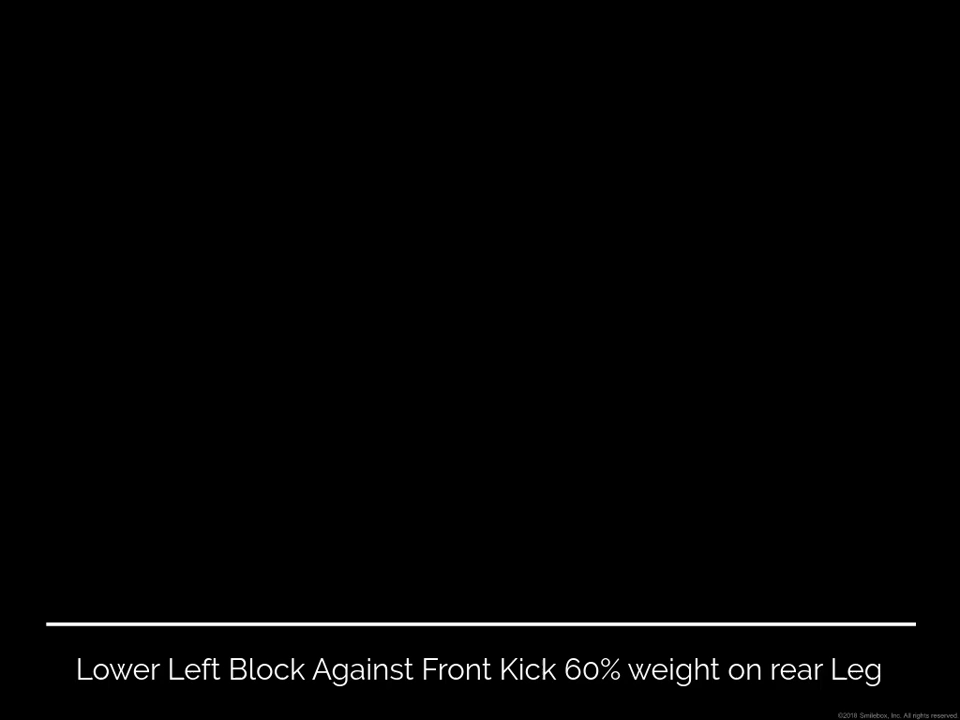 Lower Left Block Against Front Kick 60% weight on rear Leg
©2018 Smilebox, Inc. All rights reserved